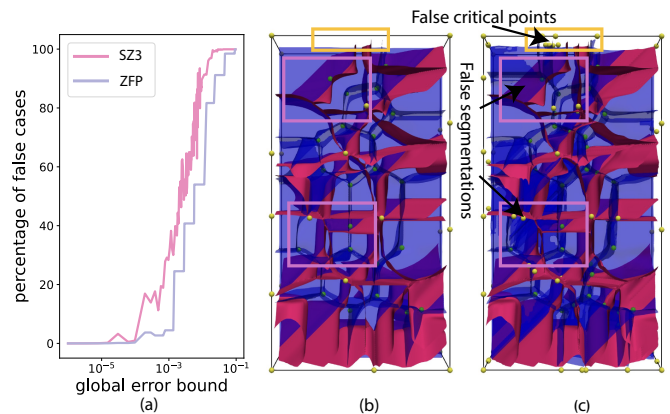 False critical points
100
SZ3
ZFP
80
60
40
20
0
percentage of false cases
10⁻⁵
10⁻³
10⁻¹
global error bound
False segmentations
(a)
(b)
(c)